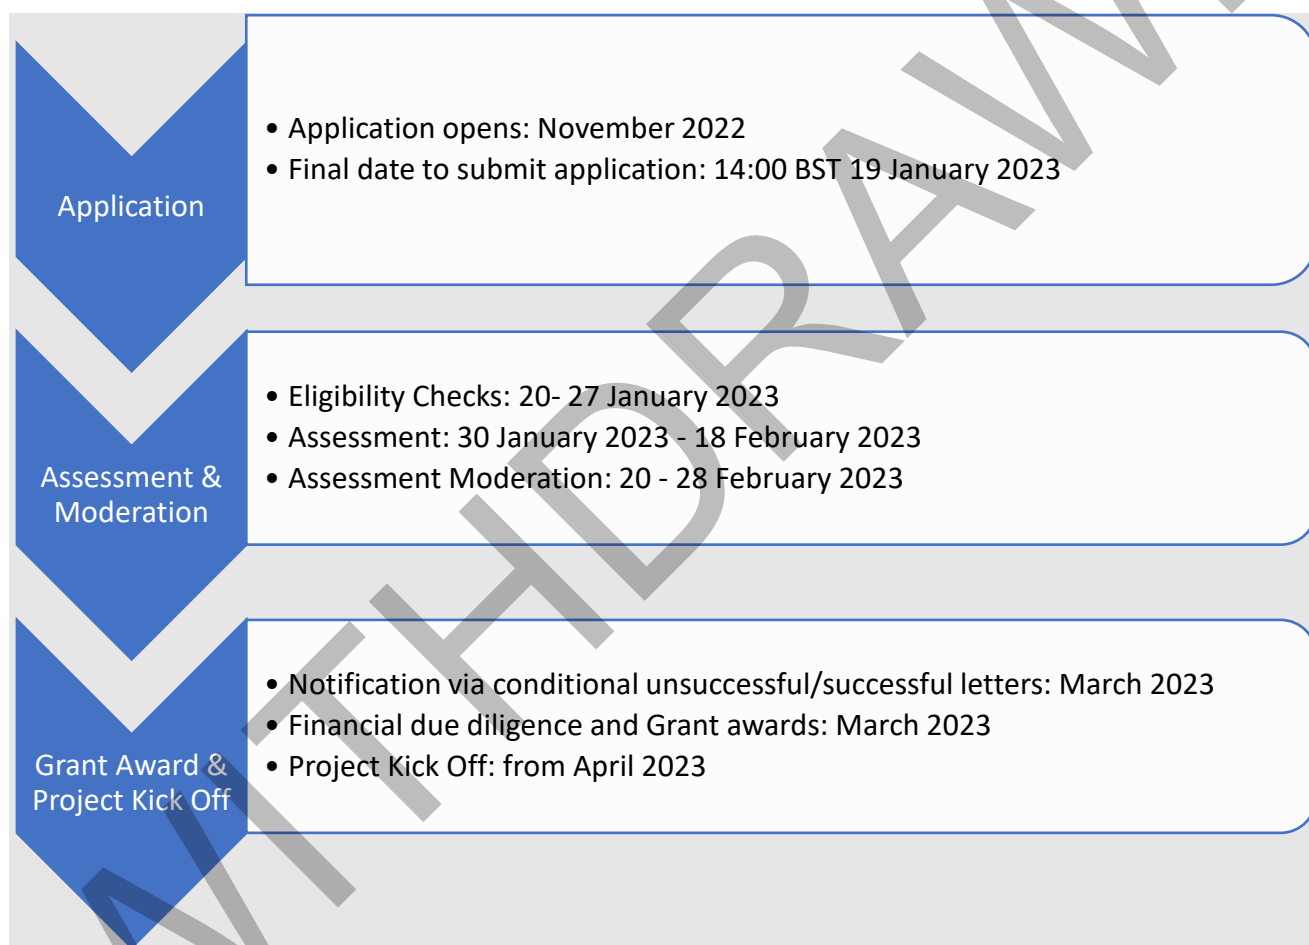 Application
• Application opens: November 2022
• Final date to submit application: 14:00 BST 19 January 2023
Assessment &
Moderation
• Eligibility Checks: 20- 27 January 2023
• Assessment: 30 January 2023 - 18 February 2023
• Assessment Moderation: 20 - 28 February 2023
Grant Award &
Project Kick Off
• Notification via conditional unsuccessful/successful letters: March 2023
• Financial due diligence and Grant awards: March 2023
• Project Kick Off: from April 2023
WITHDRAW